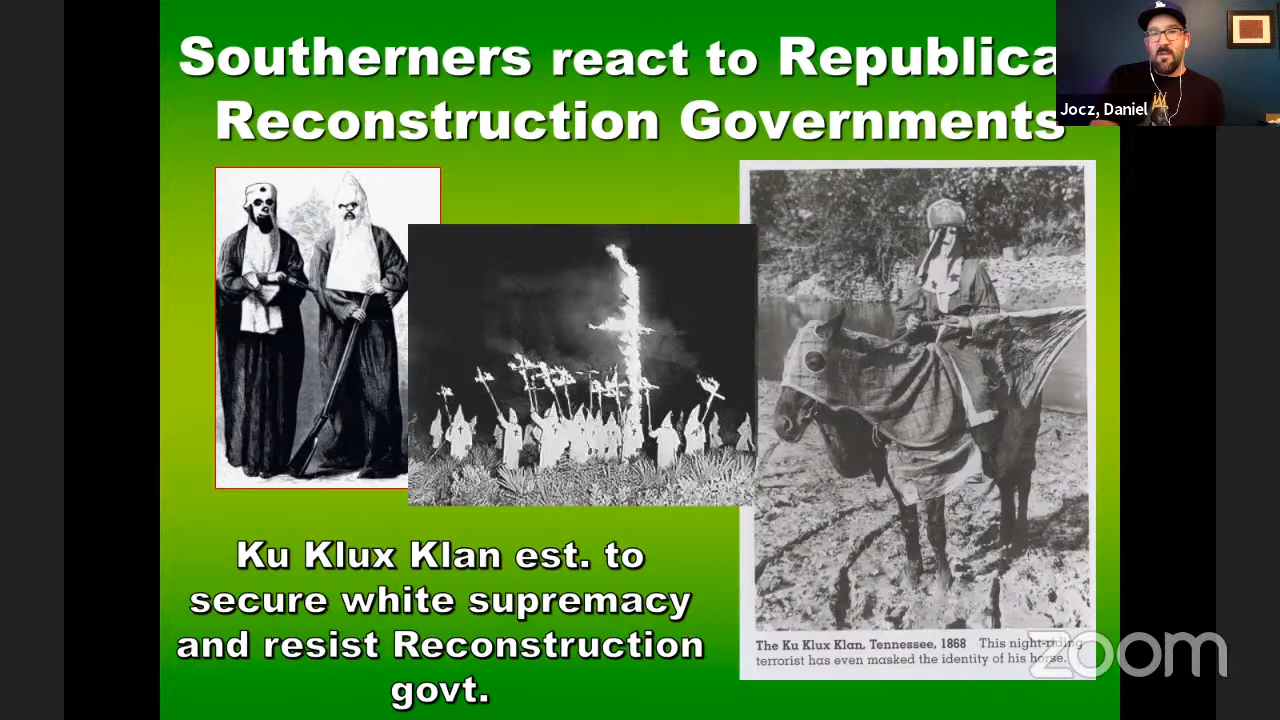 Southerners react to Republica
Reconstruction Governments
Jocz, Daniel
Ku Klux Klan est. to
secure white supremacy
and resist Reconstruction
govt.
The Ku Klux Klan, Tennessee, 1868 This night-riding
terrorist has even masked the identity of his horse.
zoom